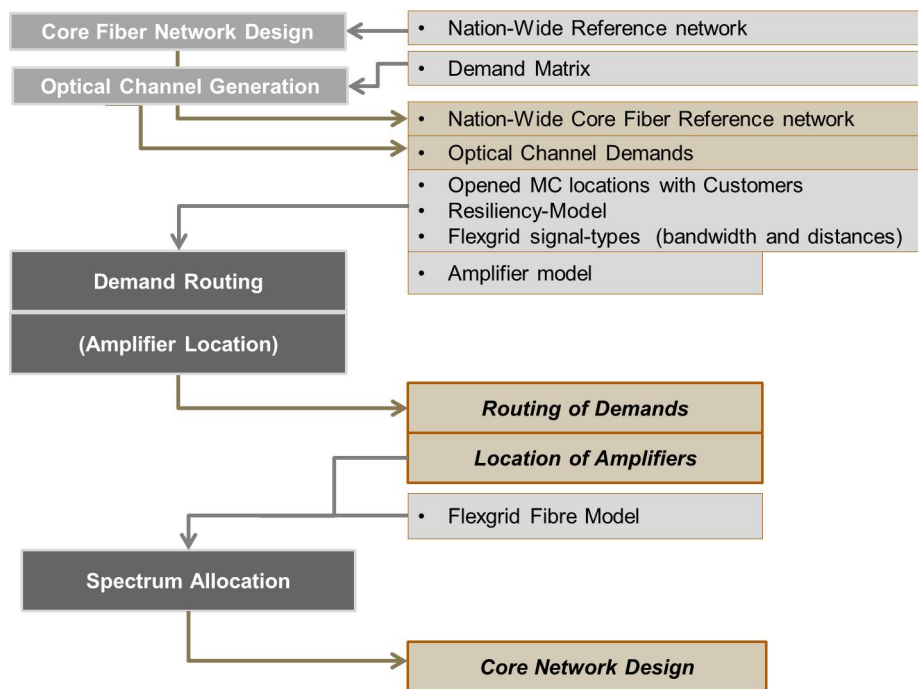 Core Fiber Network Design
• Nation-Wide Reference network
Optical Channel Generation
• Demand Matrix
• Nation-Wide Core Fiber Reference network
• Optical Channel Demands
• Opened MC locations with Customers
• Resiliency-Model
• Flexgrid signal-types (bandwidth and distances)
• Amplifier model
Demand Routing
(Amplifier Location)
Routing of Demands
Location of Amplifiers
• Flexgrid Fibre Model
Spectrum Allocation
Core Network Design